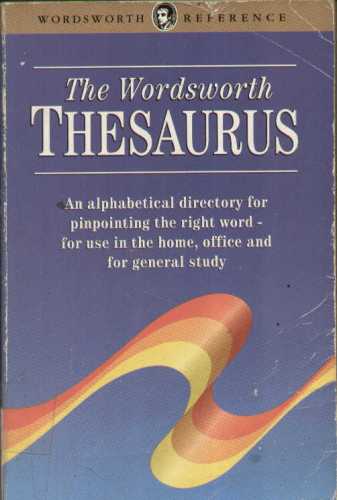 WORDSWORTH REFERENCE
The Wordsworth
THESAURUS
An alphabetical directory for
pinpointing the right word -
for use in the home, office and
for general study